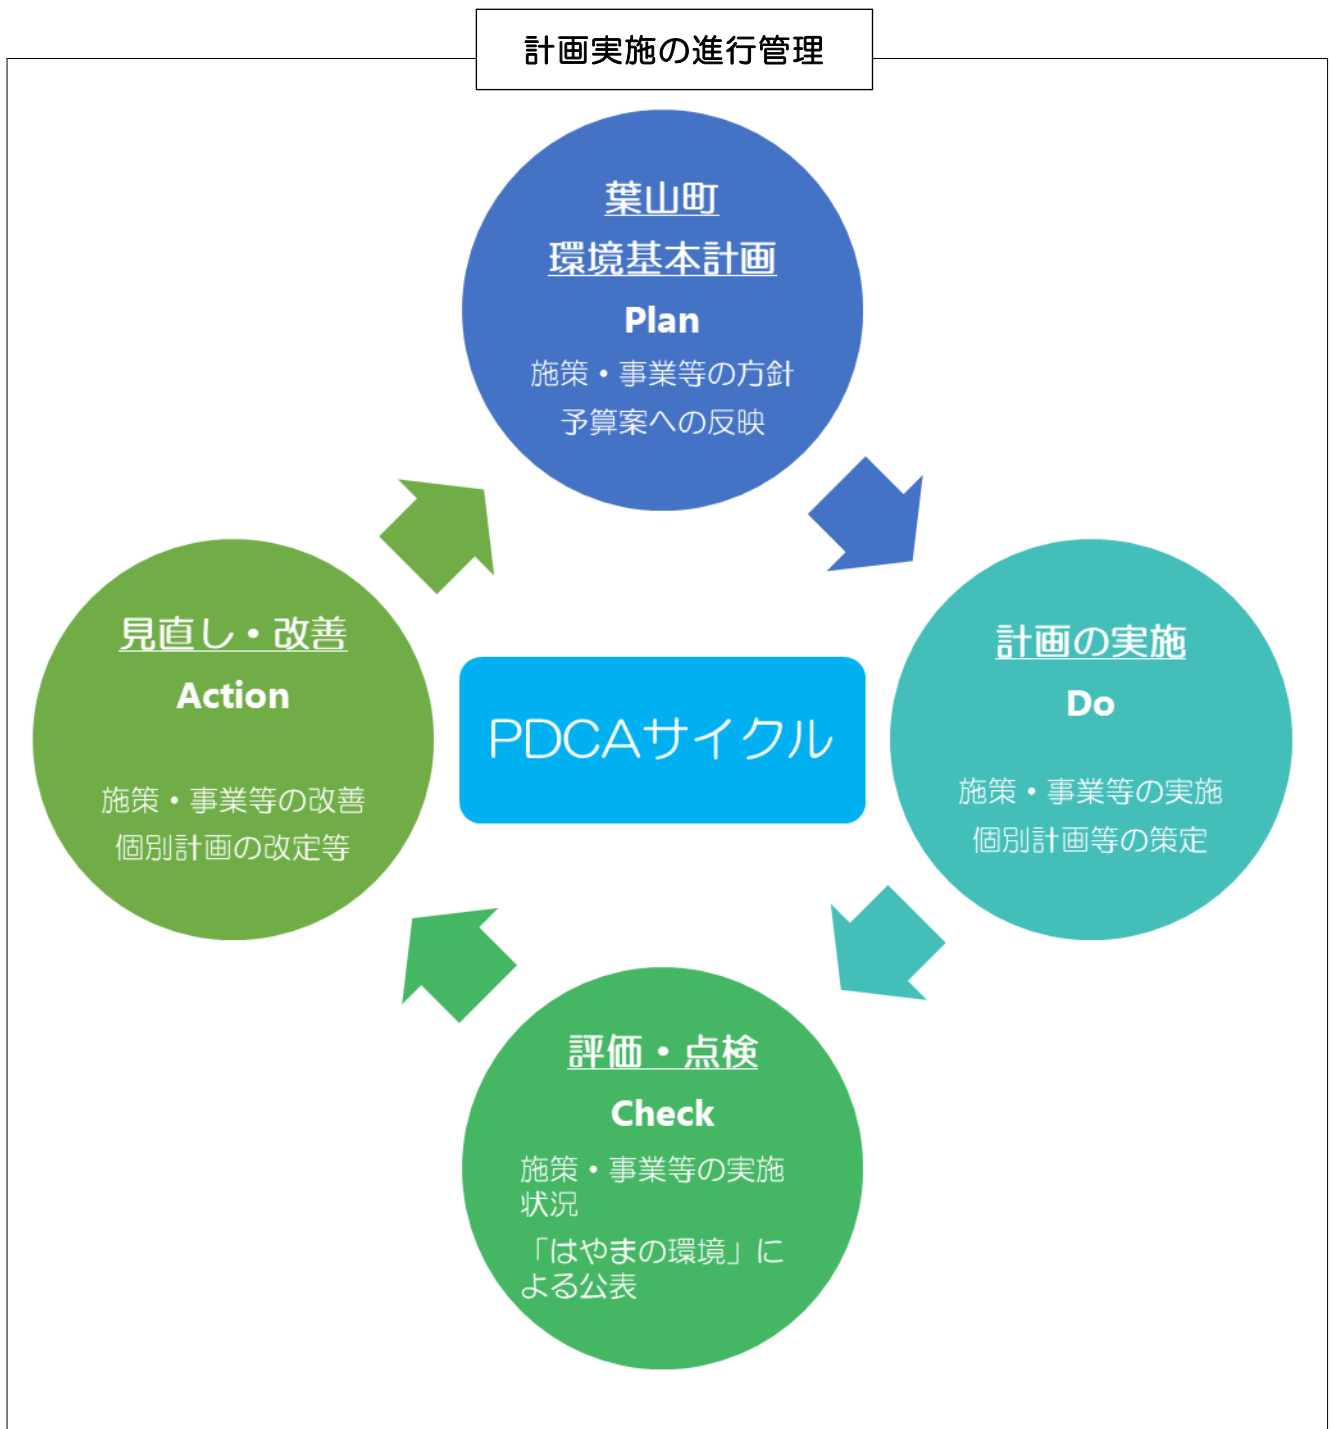 計画実施の進行管理
葉山町
環境基本計画
Plan
施策・事業等の方針
予算案への反映
計画の実施
Do
施策・事業等の実施
個別計画等の策定
評価・点検
Check
施策・事業等の実施
状況
「はやまの環境」に
よる公表
見直し・改善
Action
施策・事業等の改善
個別計画の改定等
PDCAサイクル